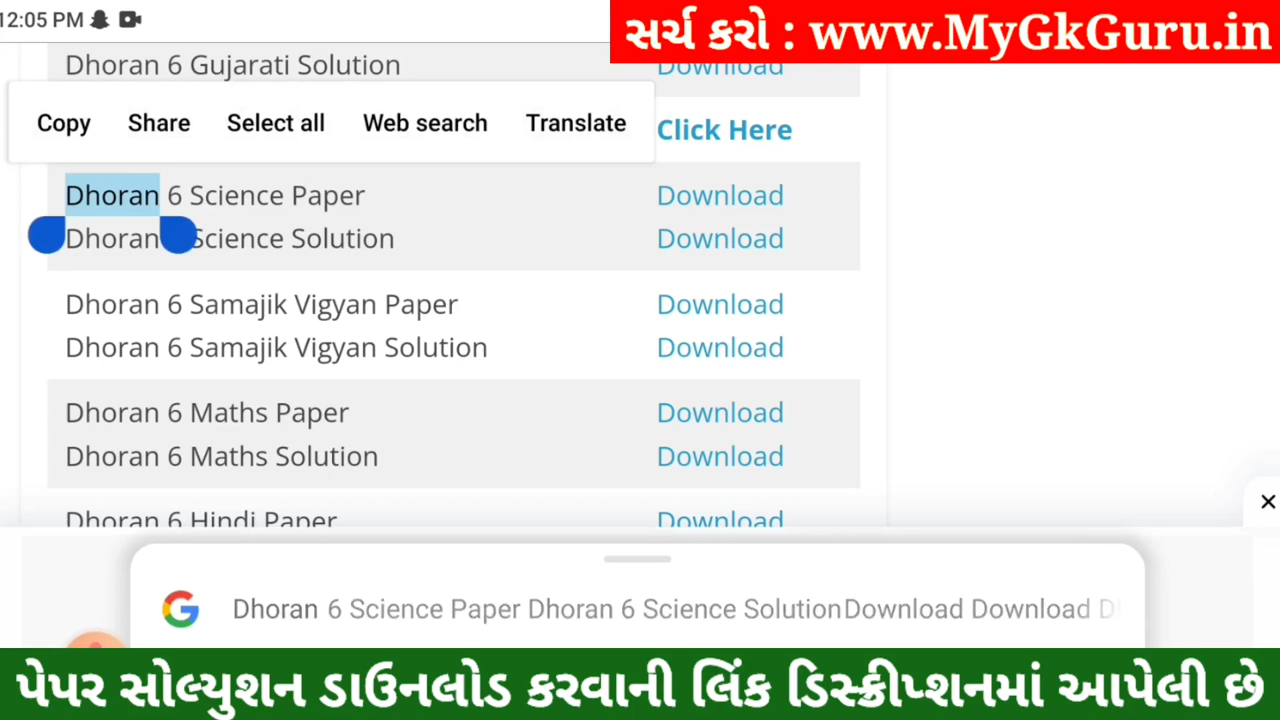 12:05 PM
સર્ચ કરો : www.MyGkGuru.in
Dhoran 6 Gujarati Solution Download
Copy Share Select all Web search Translate
Click Here
Dhoran 6 Science Paper Download
Dhoran Science Solution Download
Dhoran 6 Samajik Vigyan Paper Download
Dhoran 6 Samajik Vigyan Solution Download
Dhoran 6 Maths Paper Download
Dhoran 6 Maths Solution Download
Dhoran 6 Hindi Paper Download
Dhoran 6 Science Paper Dhoran 6 Science SolutionDownload Download
પેપર સોલ્યુશન ડાઉનલોડ કરવાની લિંક ડિસ્ક્રીપ્શનમાં આપેલી છે